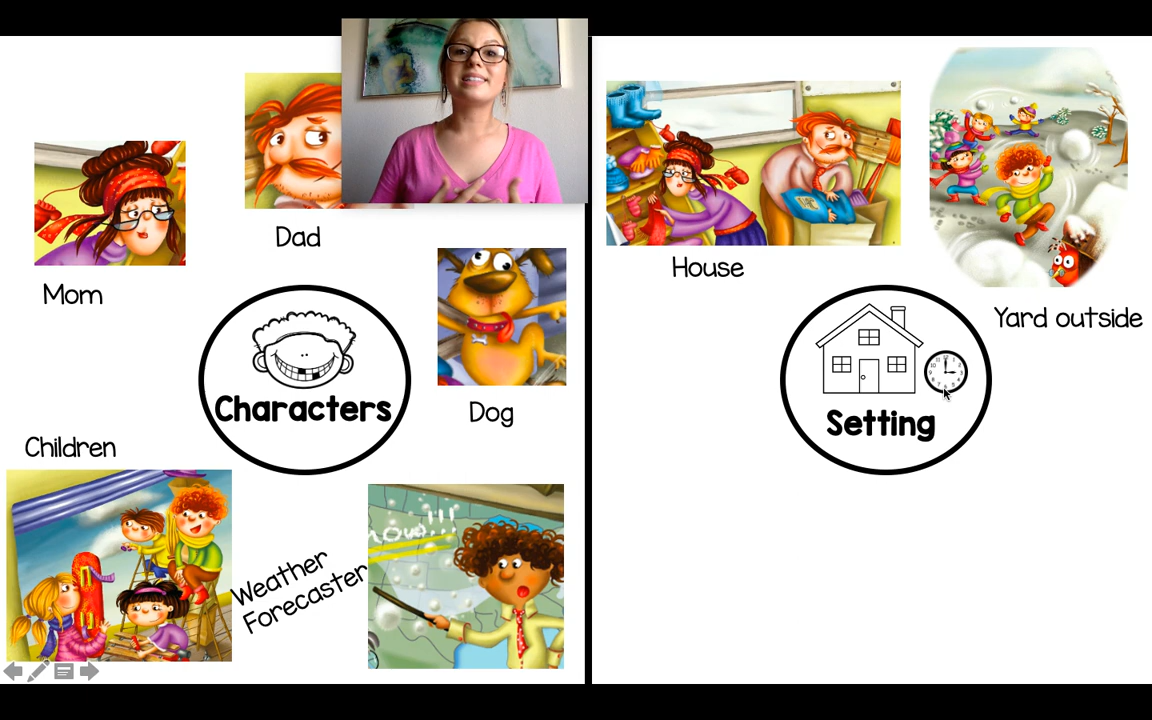 Mom
Dad
Dog
Characters
Children
Weather
Forecaster
House
Yard outside
Setting